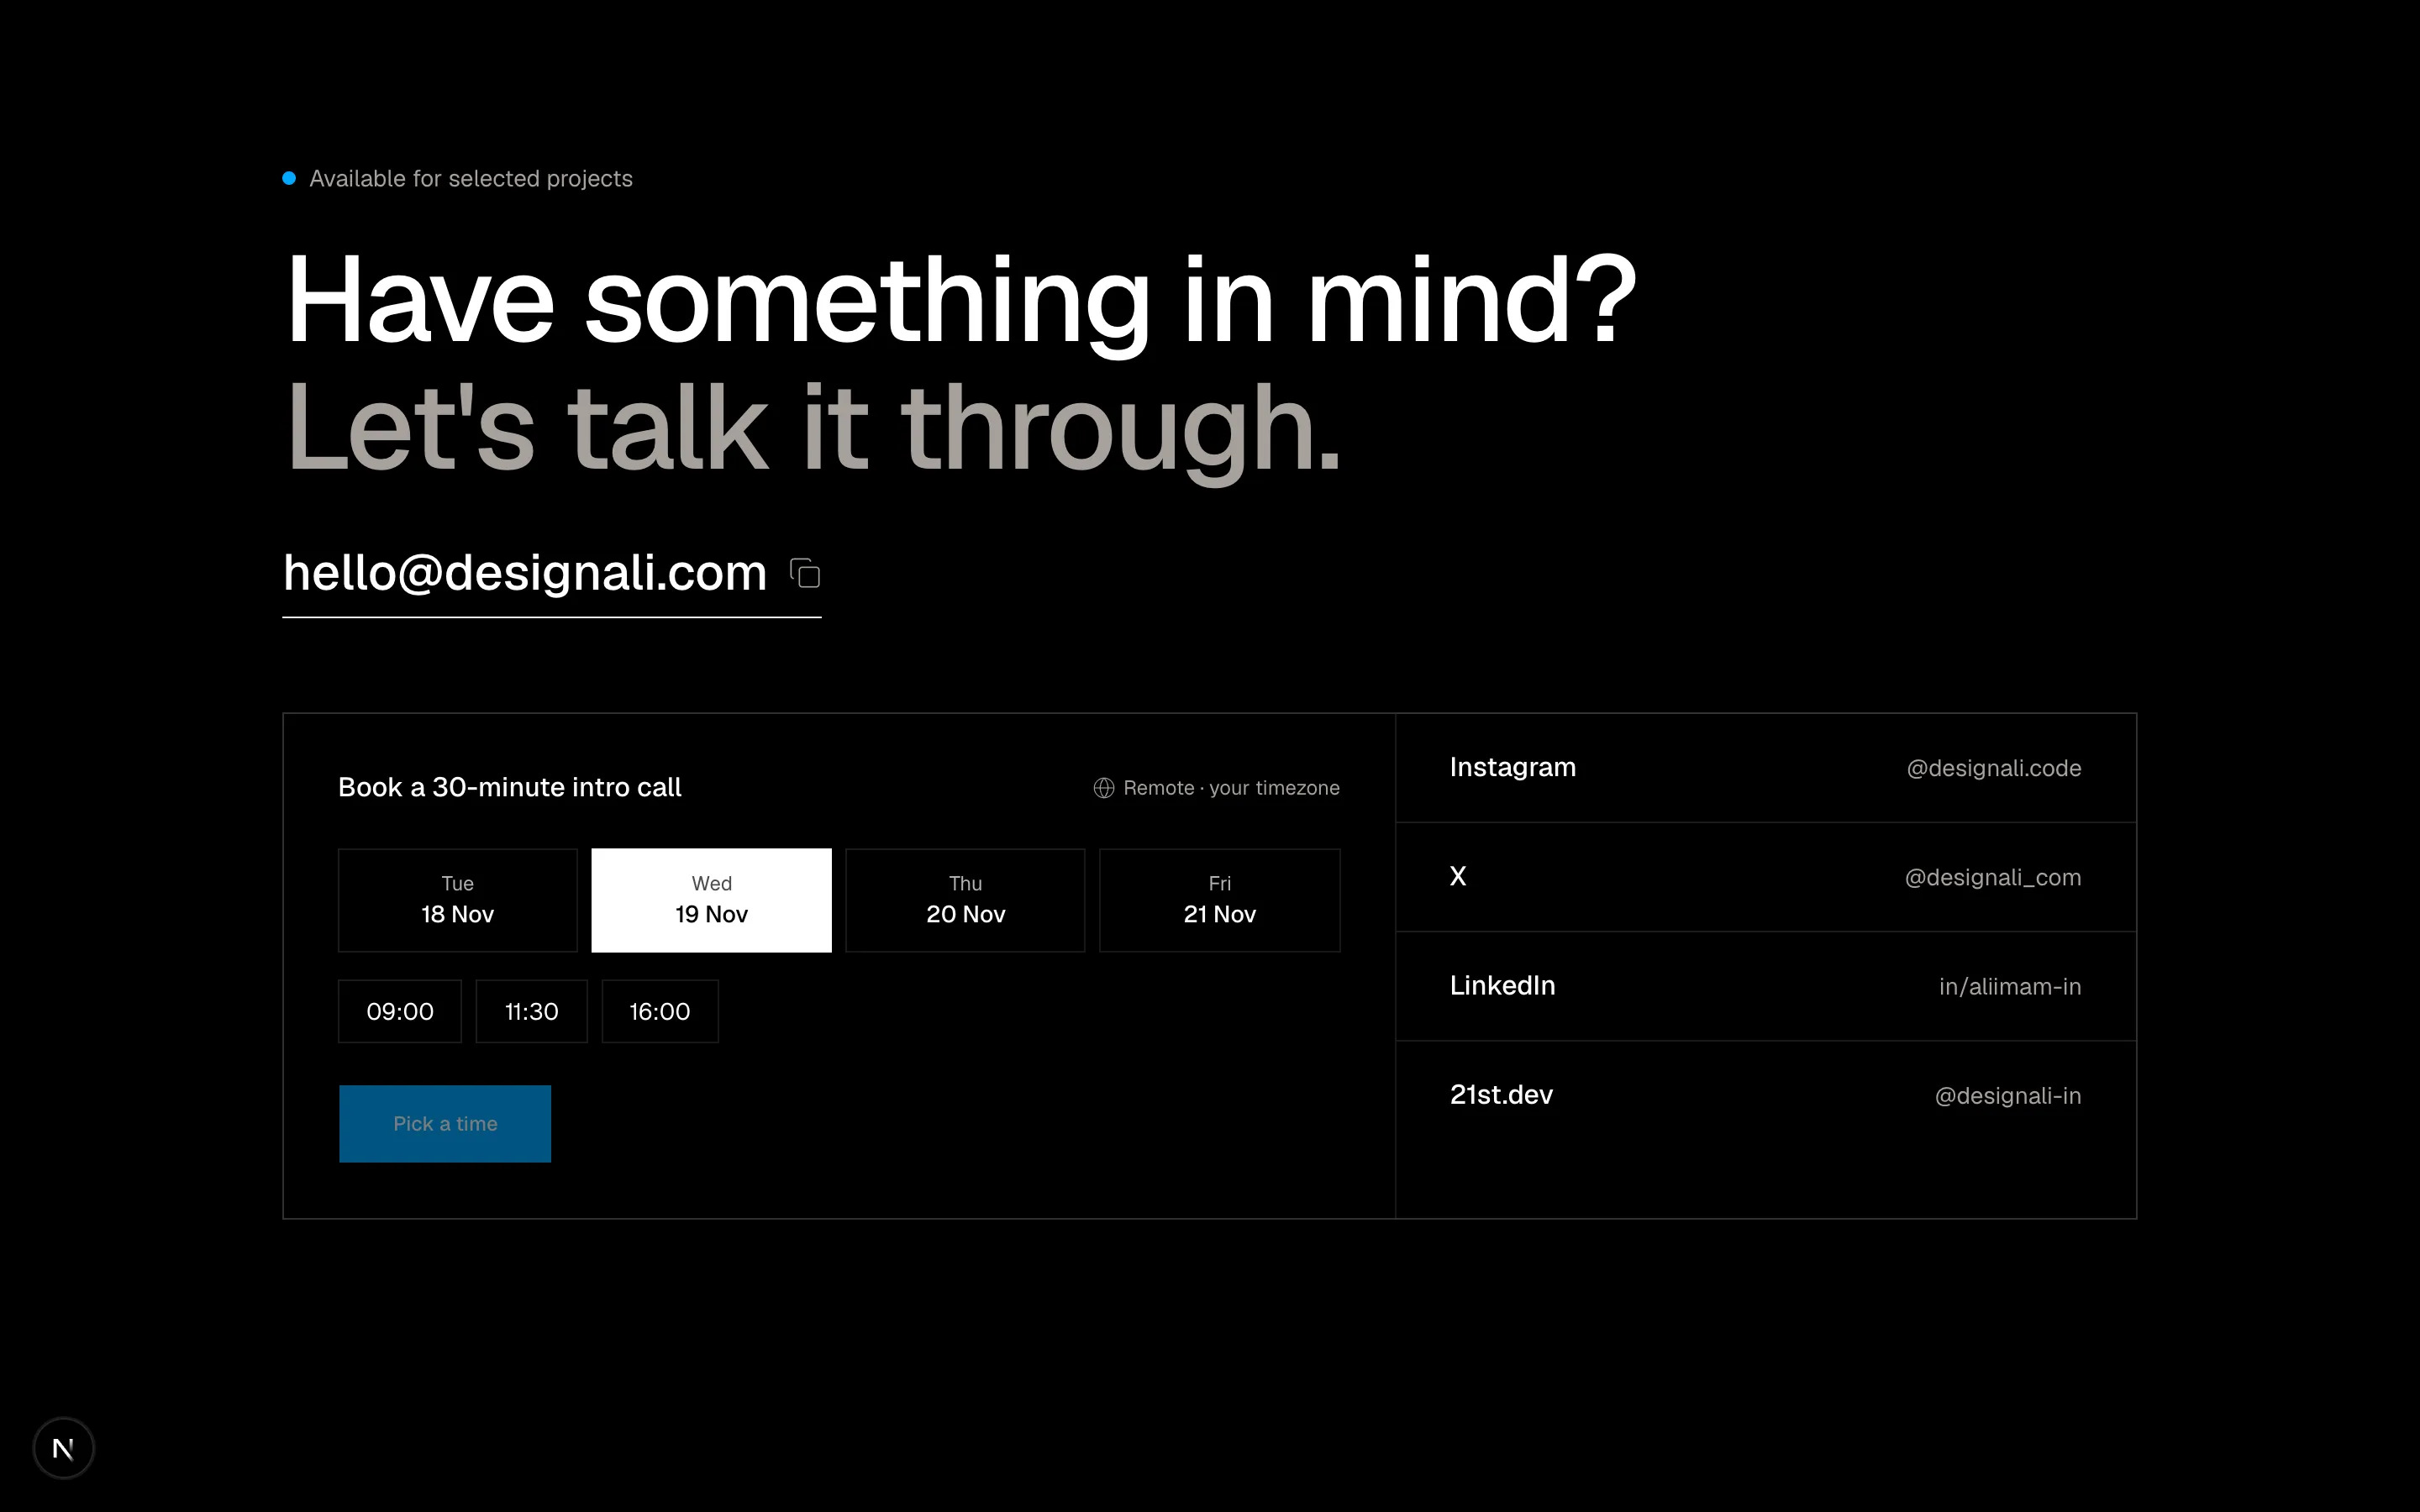 Available for selected projects
Have something in mind?
Let's talk it through.
hello@designali.com
Book a 30-minute intro call
Remote · your timezone
Tue
18 Nov
Wed
19 Nov
Thu
20 Nov
Fri
21 Nov
09:00
11:30
16:00
Pick a time
Instagram
@designali.code
X
@designali_com
LinkedIn
in/aliimam-in
21st.dev
@designali-in
N